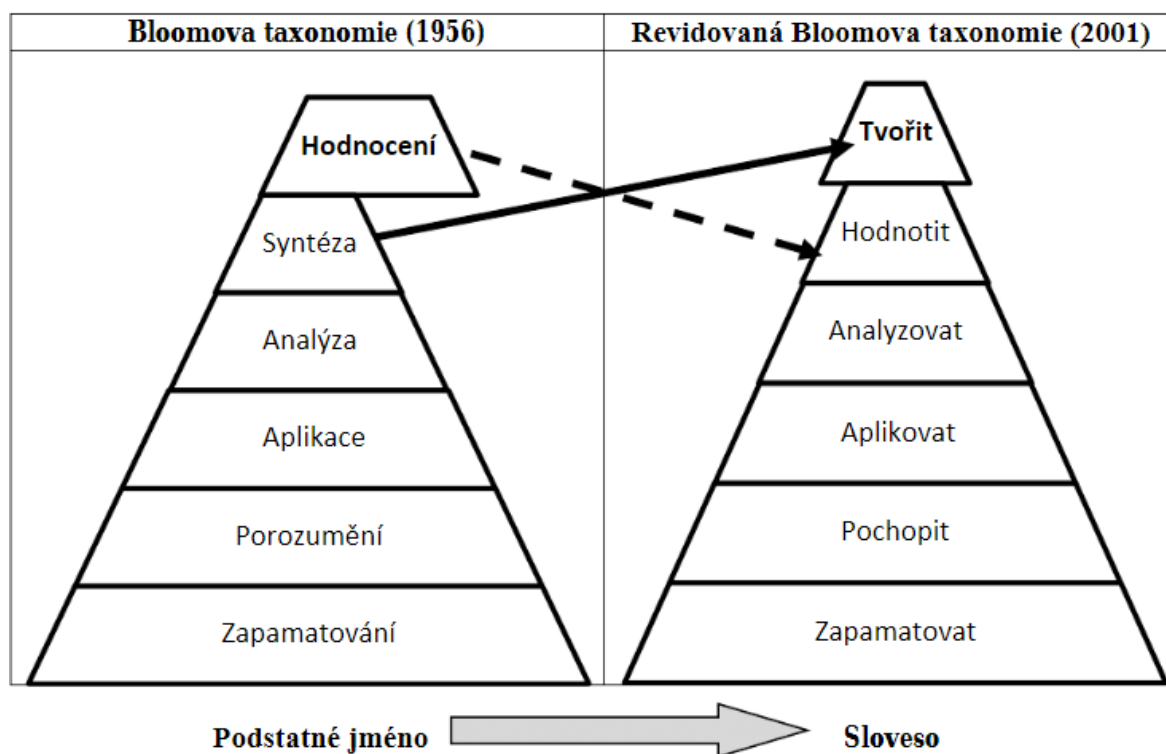 Bloomova taxonomie (1956)
Revidovaná Bloomova taxonomie (2001)
Hodnocení
Syntéza
Analýza
Aplikace
Porozumění
Zapamatování
Tvořit
Hodnotit
Analyzovat
Aplikovat
Pochopit
Zapamatovat
Podstatné jméno
Sloveso